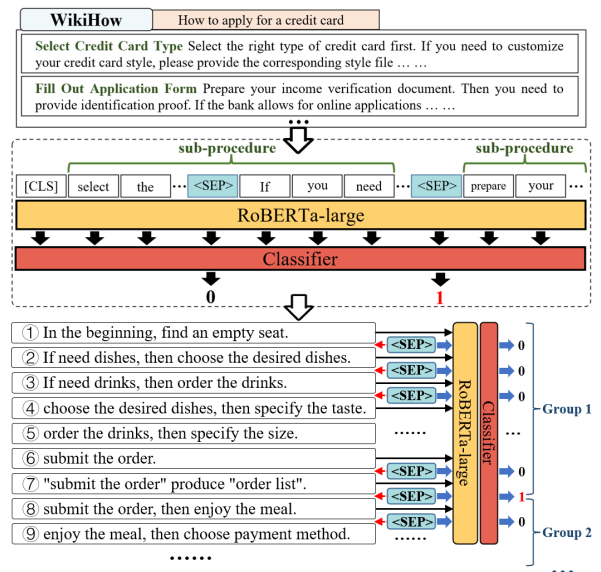 WikiHow
How to apply for a credit card
Select Credit Card Type Select the right type of credit card first. If you need to customize
your credit card style, please provide the corresponding style file … …
Fill Out Application Form Prepare your income verification document. Then you need to
provide identification proof. If the bank allows for online applications … …
•••
sub-procedure sub-procedure
[CLS] select the ··· <SEP> If you need ··· <SEP> prepare your ···
RoBERTa-large
Classifier
0 1
① In the beginning, find an empty seat.
<SEP> 0
② If need dishes, then choose the desired dishes.
<SEP> 0
③ If need drinks, then order the drinks.
<SEP> 0
④ choose the desired dishes, then specify the taste.
⑤ order the drinks, then specify the size.
...... ...
⑥ submit the order.
<SEP> 0
⑦ "submit the order" produce "order list".
<SEP> 1
⑧ submit the order, then enjoy the meal.
<SEP> 0
⑨ enjoy the meal, then choose payment method.
......
......
RoBERTa-large
Classifier
Group 1
Group 2
...